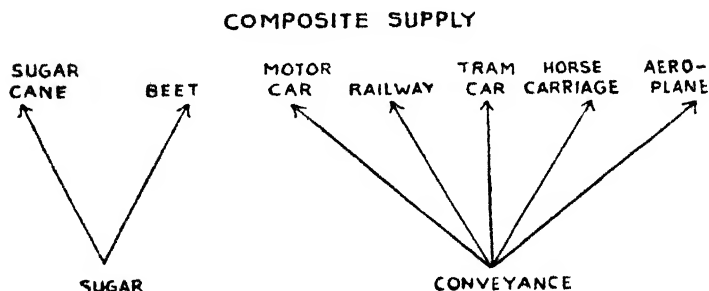 COMPOSITE SUPPLY
SUGAR
CANE
BEET
MOTOR
CAR
RAILWAY
TRAM
CAR
HORSE
CARRIAGE
AERO-
PLANE
SUGAR
CONVEYANCE